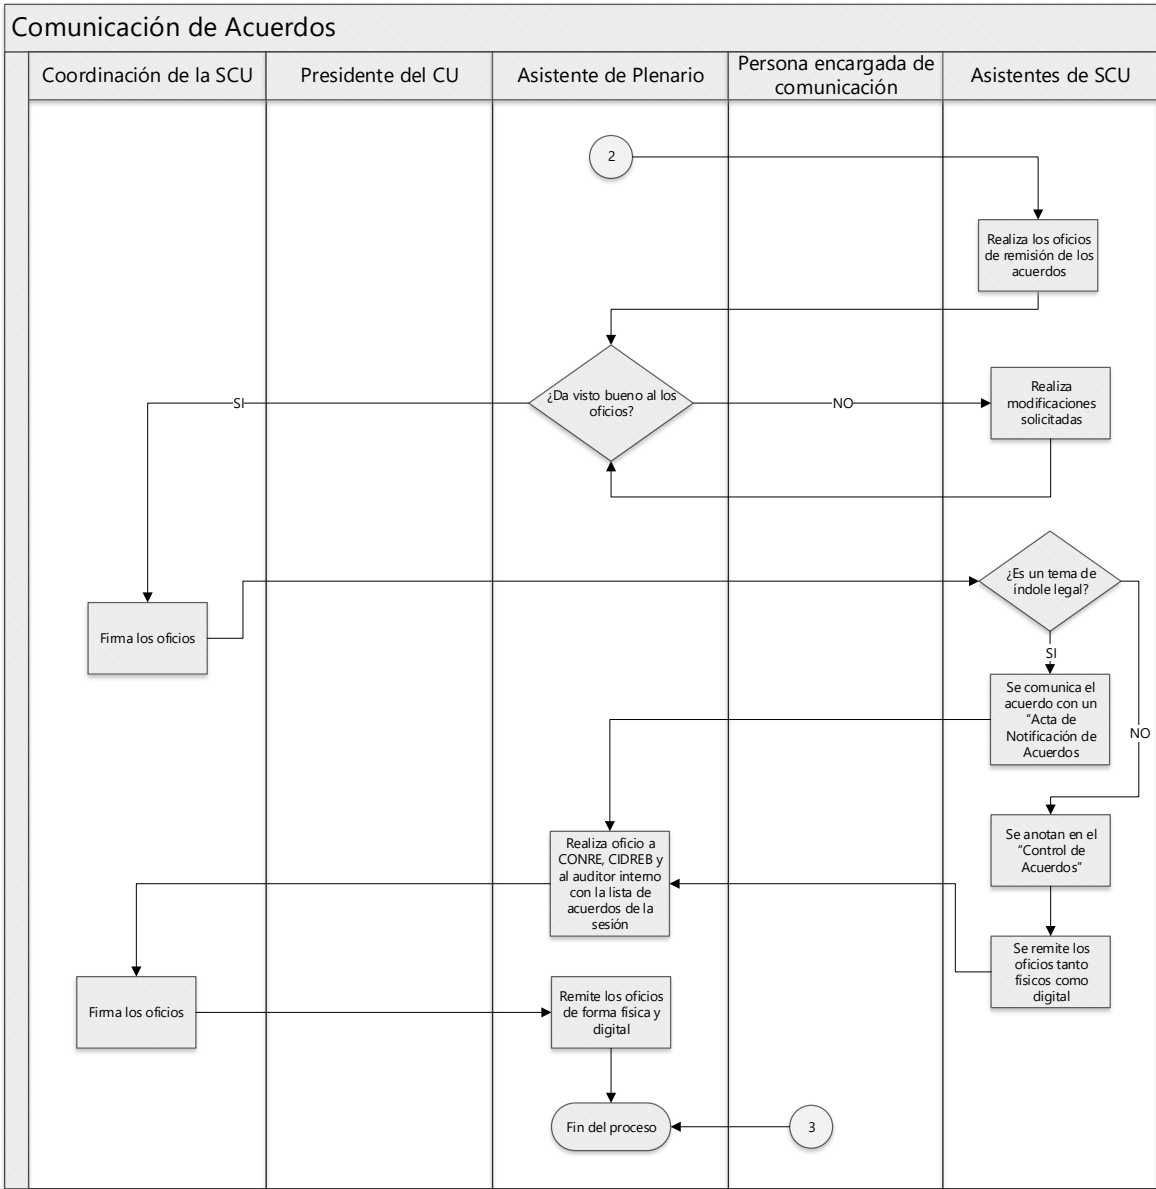 Comunicación de Acuerdos
Coordinación de la SCU
Presidente del CU
Asistente de Plenario
Persona encargada de
comunicación
Asistentes de SCU
2
Realiza los oficios
de remisión de los
acuerdos
¿Da visto bueno al los
oficios?
SI
NO
Realiza
modificaciones
solicitadas
¿Es un tema de
índole legal?
Firma los oficios
SI
Se comunica el
acuerdo con un
“Acta de
Notificación de
Acuerdos
NO
Realiza oficio a
CONRE, CIDREB y
al auditor interno
con la lista de
acuerdos de la
sesión
Se anotan en el
“Control de
Acuerdos”
Se remite los
oficios tanto
físicos como
digital
Firma los oficios
Remite los oficios
de forma física y
digital
Fin del proceso
3